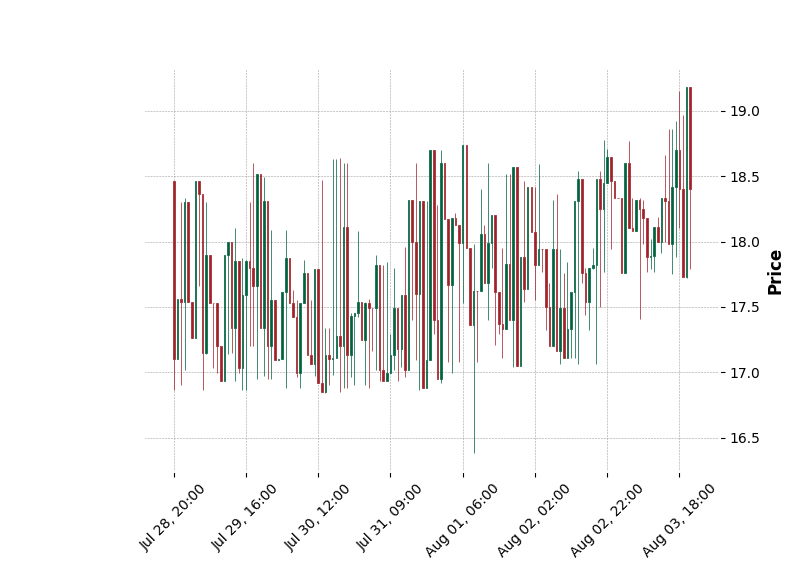 19.0
18.5
18.0
17.5
17.0
16.5
Price
Jul 28, 20:00
Jul 29, 16:00
Jul 30, 12:00
Jul 31, 09:00
Aug 01, 06:00
Aug 02, 02:00
Aug 02, 22:00
Aug 03, 18:00